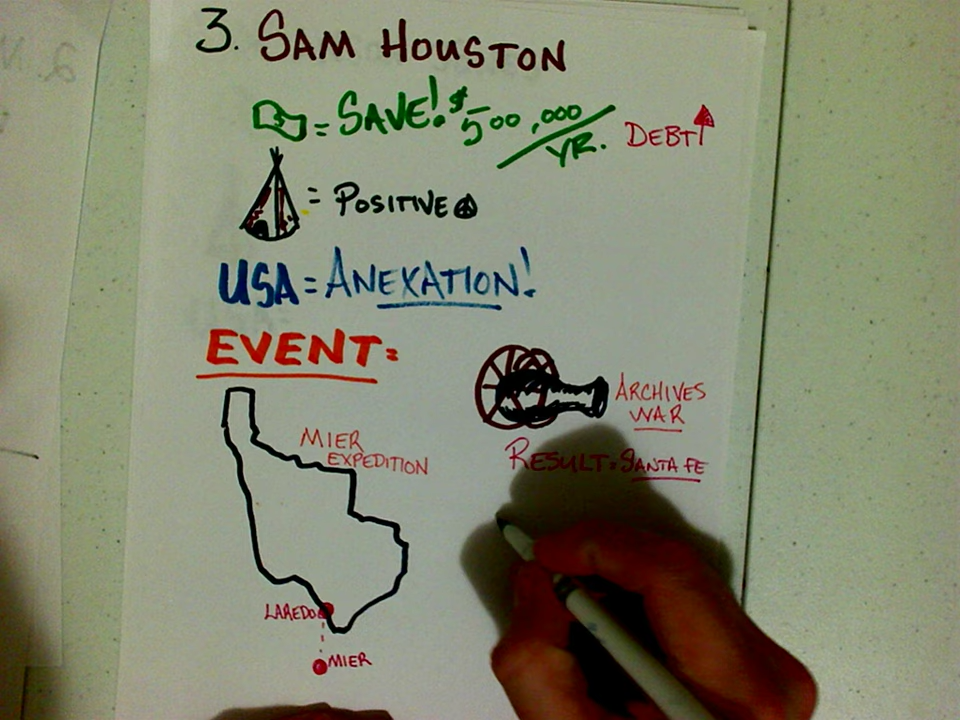 3. SAM HOUSTON
= SAVE! $500,000/YR. DEBT
= POSITIVE
USA = ANEXATION!
EVENT=
ARCHIVES
WAR
MIER
EXPEDITION
RESULT=SANTA FE
LAREDO
MIER